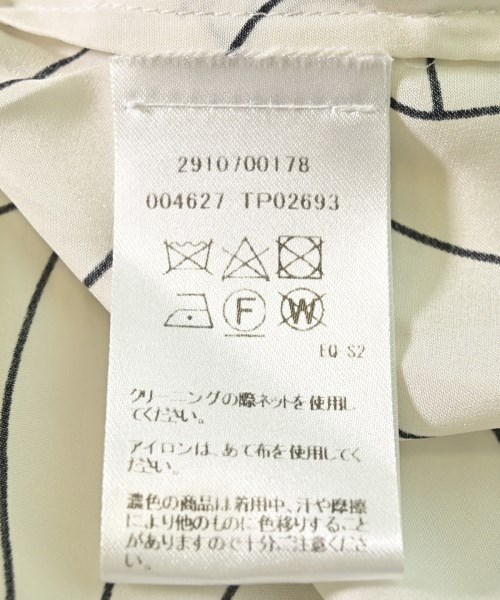 2910700178
004627 TP02693
F W
EQ-S2
クリーニングの際ネットを使用し
てください。
アイロンは、あて布を使用してく
ださい。
濃色の商品は着用中、汗や摩擦
により他のものに色移りすること
がありますので十分ご注意くださ
い。